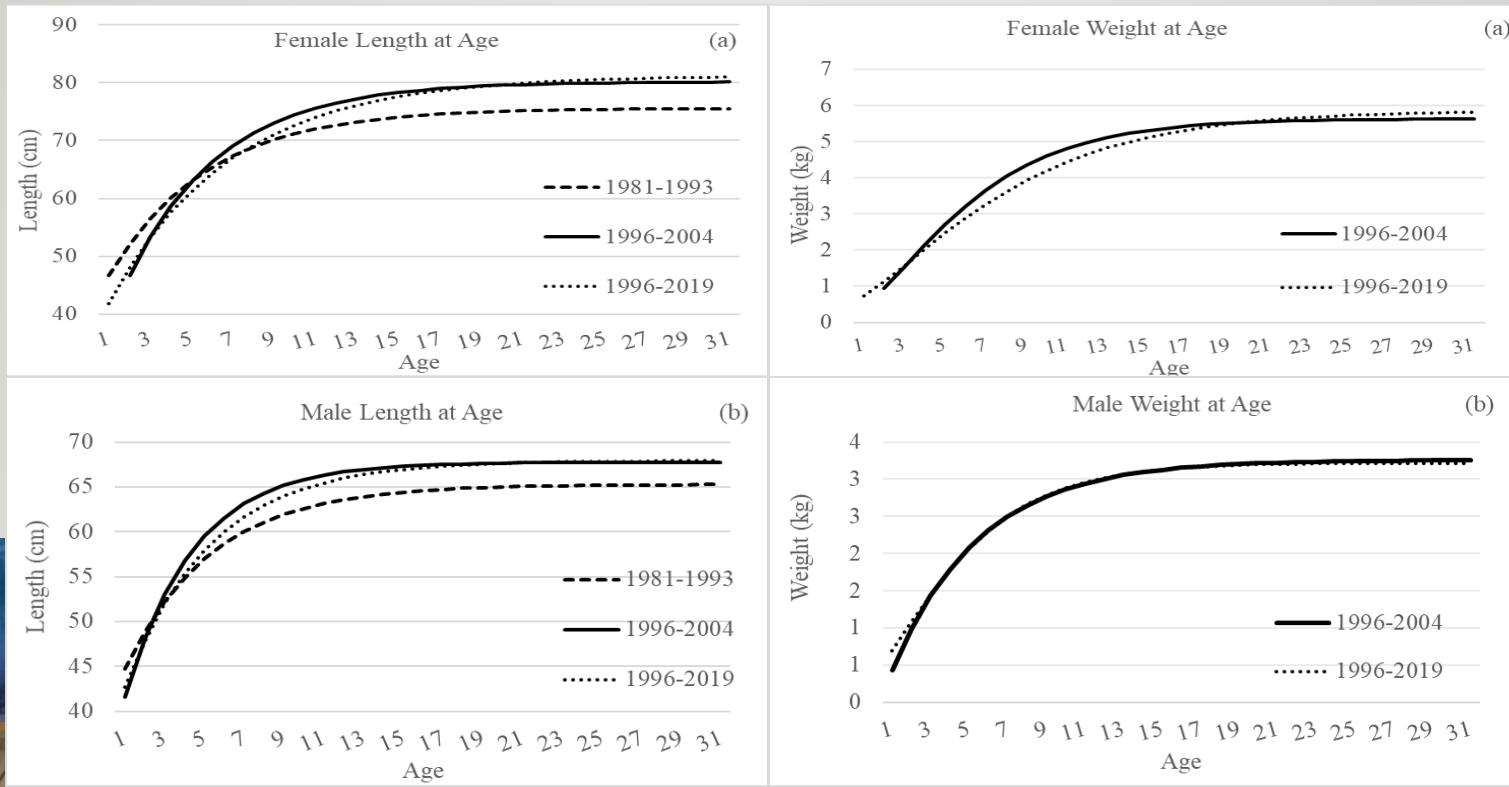 Female Length at Age (a)
90
80
70
60
50
40
Length (cm)
1981-1993
1996-2004
1996-2019
1 3 5 7 9 11 13 15 17 19 21 23 25 27 29 31
Age
Female Weight at Age (a)
7
6
5
4
3
2
1
0
Weight (kg)
1996-2004
1996-2019
1 3 5 7 9 11 13 15 17 19 21 23 25 27 29 31
Age
Male Length at Age (b)
70
65
60
55
50
45
40
Length (cm)
1981-1993
1996-2004
1996-2019
1 3 5 7 9 11 13 15 17 19 21 23 25 27 29 31
Age
Male Weight at Age (b)
4
3
3
2
2
1
1
0
Weight (kg)
1996-2004
1996-2019
1 3 5 7 9 11 13 15 17 19 21 23 25 27 29 31
Age